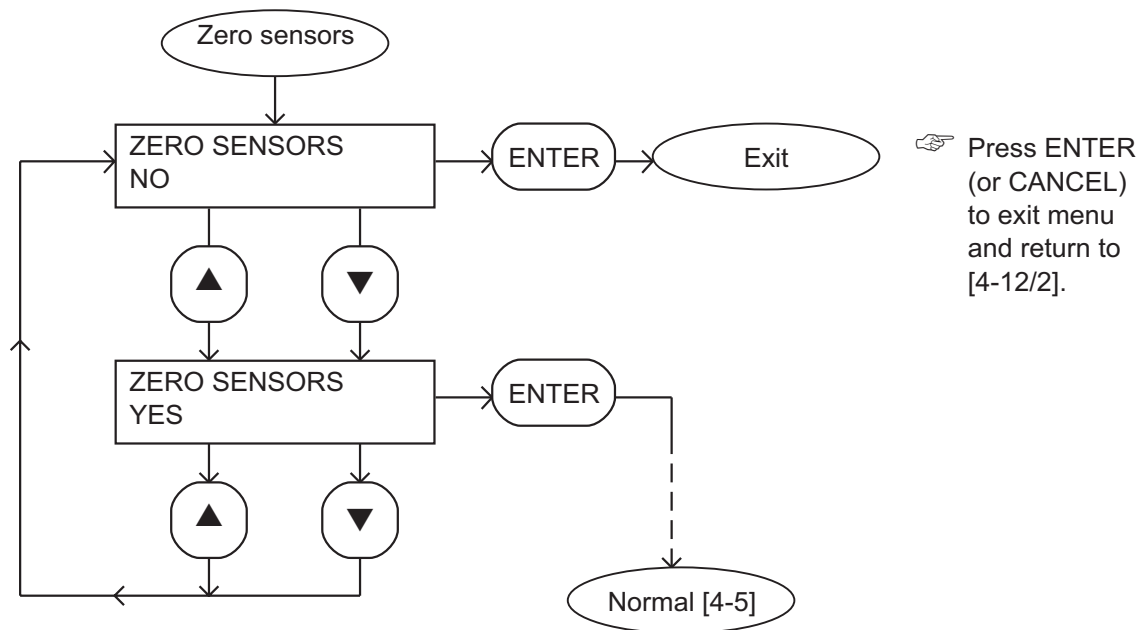 Zero sensors
ZERO SENSORS
NO
ENTER
Exit
Press ENTER
(or CANCEL)
to exit menu
and return to
[4-12/2].
ZERO SENSORS
YES
ENTER
Normal [4-5]